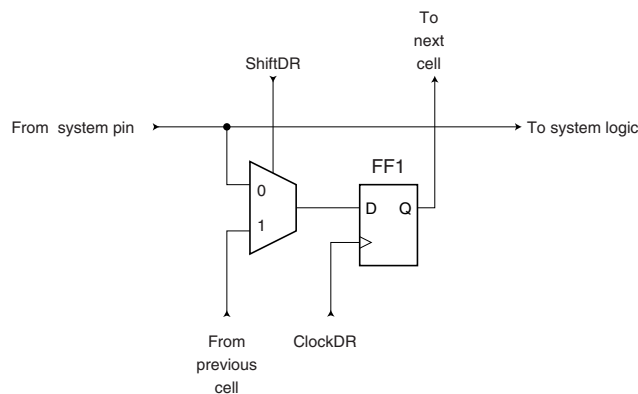 To
next
cell
ShiftDR
From system pin
To system logic
FF1
0
D Q
1
From
previous
cell
ClockDR